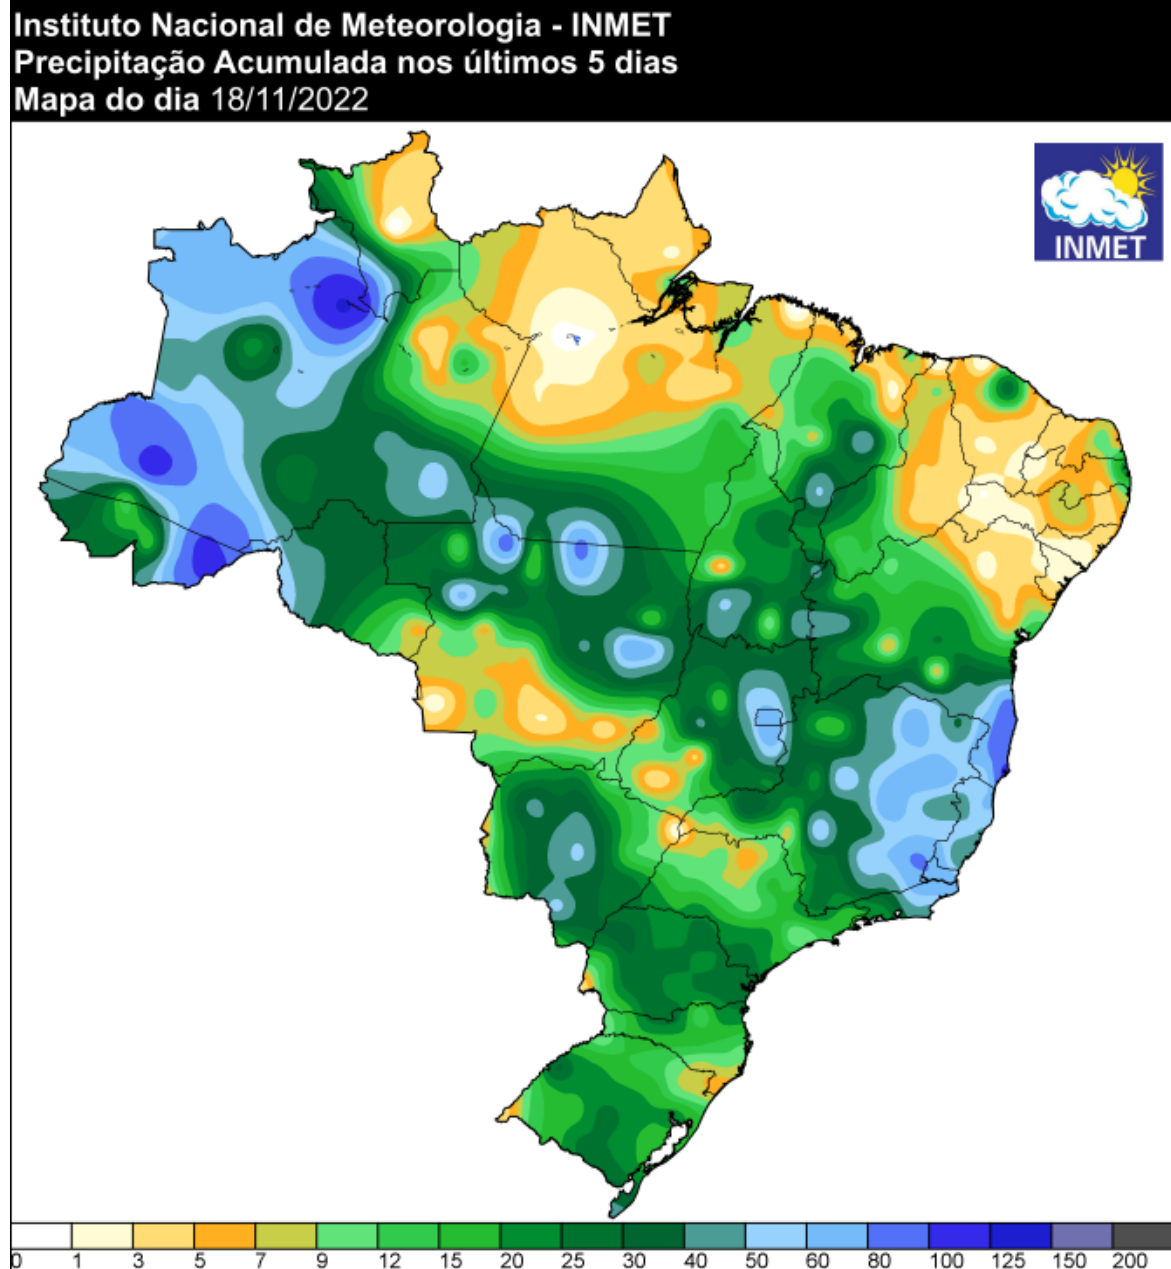 Instituto Nacional de Meteorologia - INMET
Precipitação Acumulada nos últimos 5 dias
Mapa do dia 18/11/2022
INMET
0 1 3 5 7 9 12 15 20 25 30 40 50 60 80 100 125 150 200